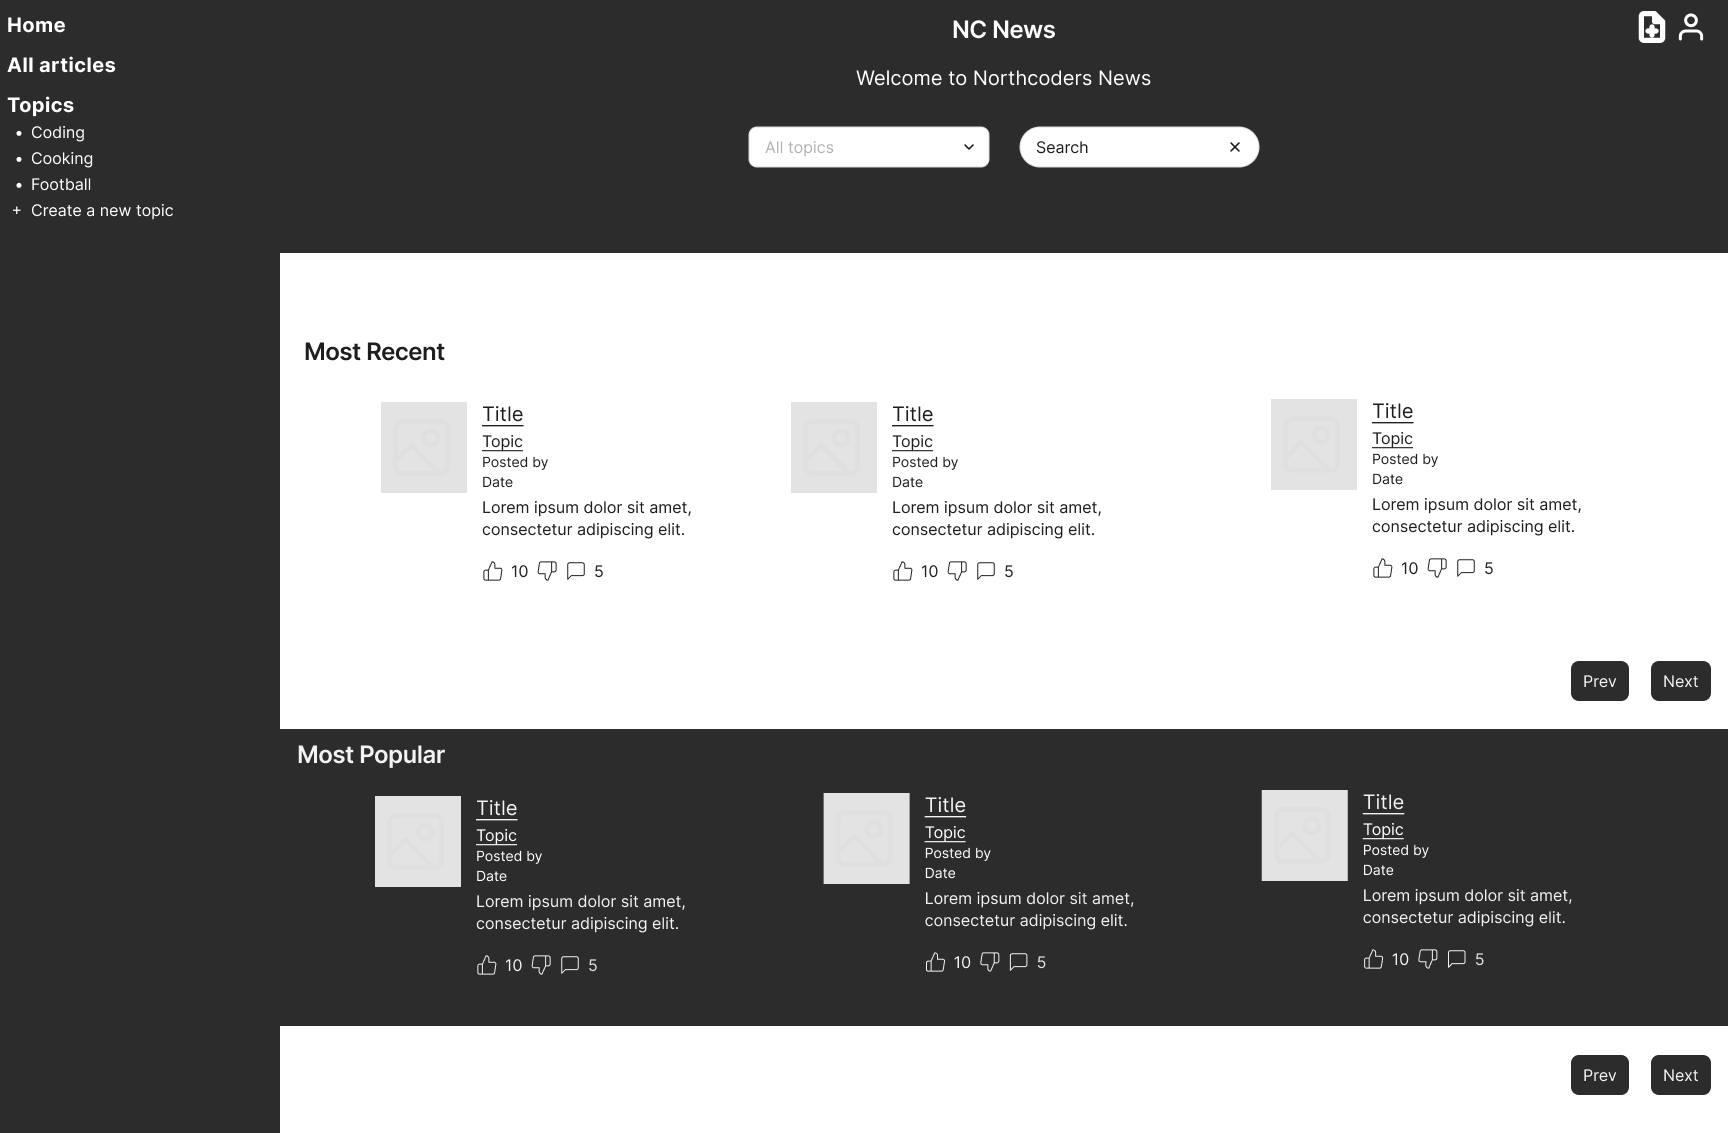 Home
All articles
Topics
• Coding
• Cooking
• Football
+ Create a new topic
NC News
Welcome to Northcoders News
All topics
Search
Most Recent
Title
Topic
Posted by
Date
Lorem ipsum dolor sit amet,
consectetur adipiscing elit.
10 5
Title
Topic
Posted by
Date
Lorem ipsum dolor sit amet,
consectetur adipiscing elit.
10 5
Title
Topic
Posted by
Date
Lorem ipsum dolor sit amet,
consectetur adipiscing elit.
10 5
Prev Next
Most Popular
Title
Topic
Posted by
Date
Lorem ipsum dolor sit amet,
consectetur adipiscing elit.
10 5
Title
Topic
Posted by
Date
Lorem ipsum dolor sit amet,
consectetur adipiscing elit.
10 5
Title
Topic
Posted by
Date
Lorem ipsum dolor sit amet,
consectetur adipiscing elit.
10 5
Prev Next